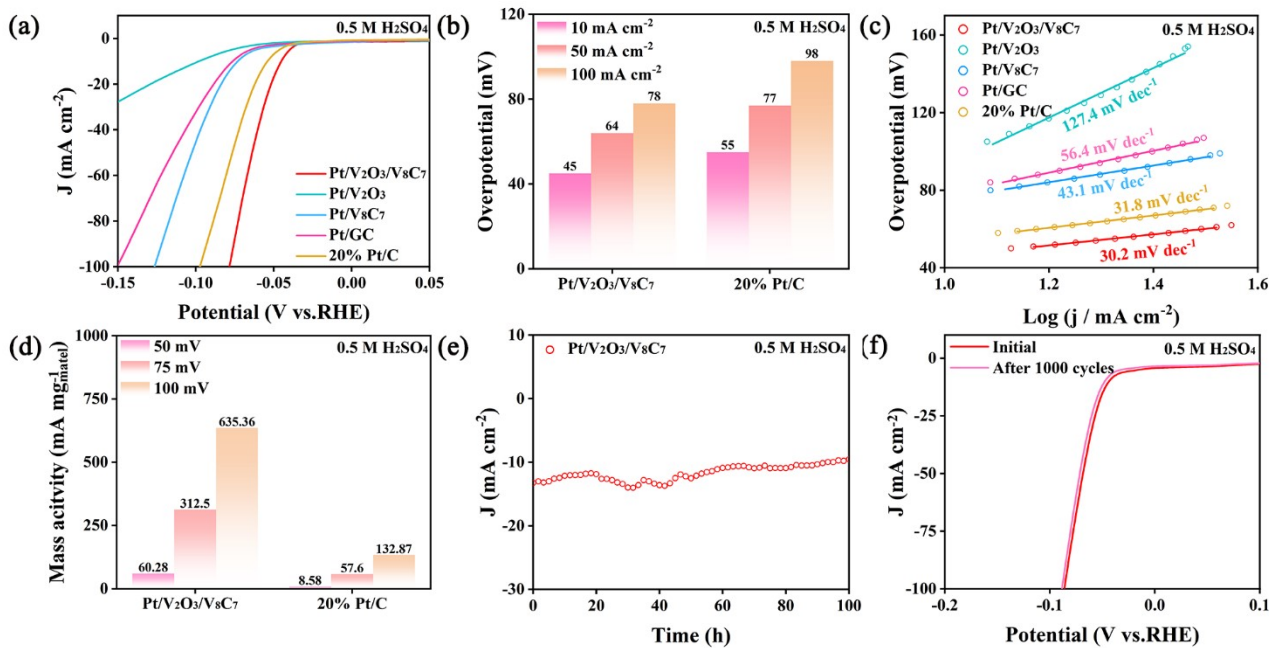 (a)
0.5 M H₂SO₄
J (mA cm⁻²)
0
-20
-40
-60
-80
-100
Pt/V₂O₃/V₈C₇
Pt/V₂O₃
Pt/V₈C₇
Pt/GC
20% Pt/C
-0.15 -0.10 -0.05 0.00 0.05
Potential (V vs.RHE)
(b)
0.5 M H₂SO₄
10 mA cm⁻²
50 mA cm⁻²
100 mA cm⁻²
Overpotential (mV)
120
80
40
0
45 64 78 55 77 98
Pt/V₂O₃/V₈C₇ 20% Pt/C
(c)
0.5 M H₂SO₄
Pt/V₂O₃/V₈C₇
Pt/V₂O₃
Pt/V₈C₇
Pt/GC
20% Pt/C
Overpotential (mV)
160
120
80
40
127.4 mV dec⁻¹
56.4 mV dec⁻¹
43.1 mV dec⁻¹
31.8 mV dec⁻¹
30.2 mV dec⁻¹
1.0 1.2 1.4 1.6
Log (j / mA cm⁻²)
(d)
0.5 M H₂SO₄
50 mV
75 mV
100 mV
Mass acitvity (mA mg⁻¹matel)
1000
750
500
250
0
60.28 312.5 635.36 8.58 57.6 132.87
Pt/V₂O₃/V₈C₇ 20% Pt/C
(e)
Pt/V₂O₃/V₈C₇
0.5 M H₂SO₄
J (mA cm⁻²)
10
0
-10
-20
-30
0 20 40 60 80 100
Time (h)
(f)
Initial
After 1000 cycles
0.5 M H₂SO₄
J (mA cm⁻²)
0
-25
-50
-75
-100
-0.2 -0.1 0.0 0.1
Potential (V vs.RHE)